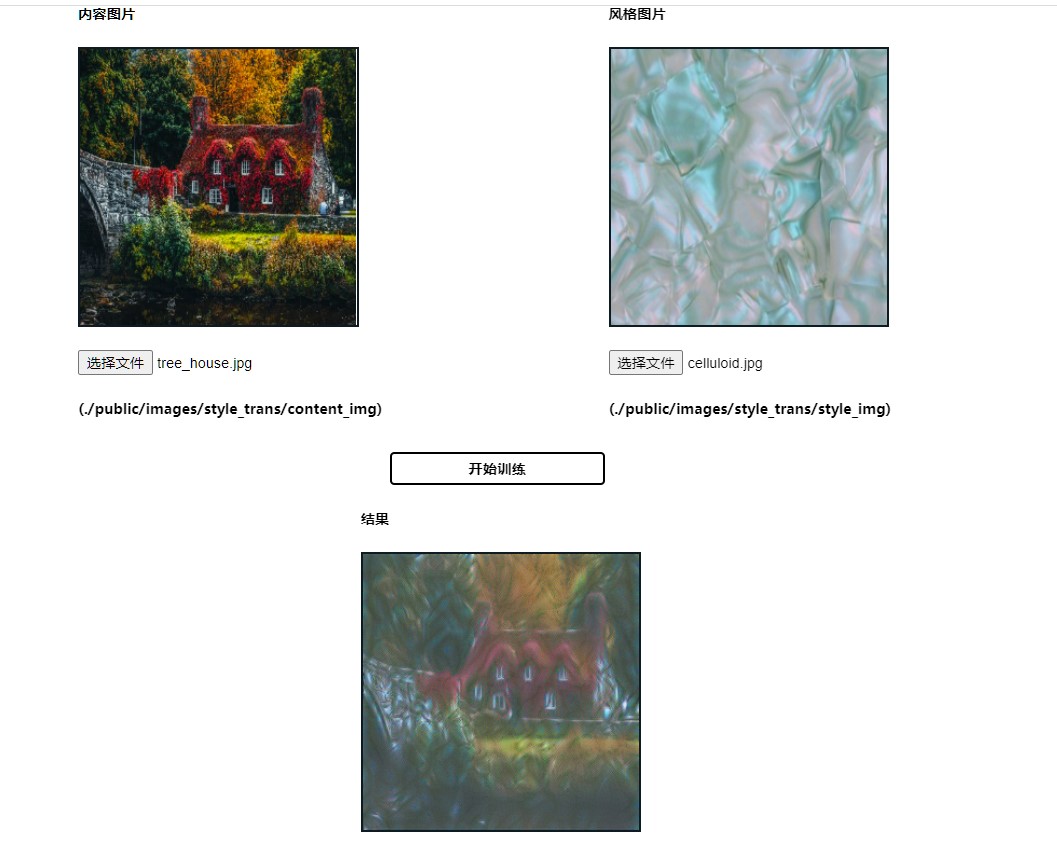 内容图片
风格图片
选择文件 tree_house.jpg
选择文件 celluloid.jpg
(./public/images/style_trans/content_img)
(./public/images/style_trans/style_img)
开始训练
结果